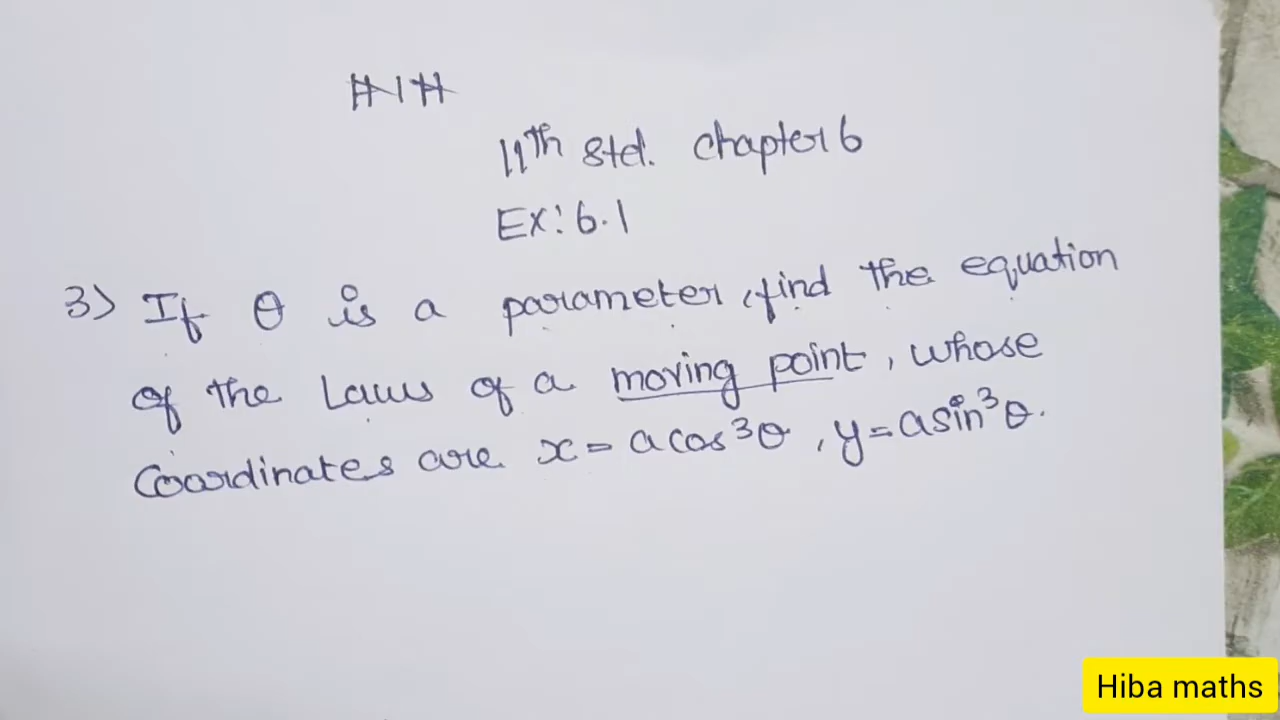 11th Std. Chapter 6
Ex: 6.1
3) If θ is a parameter, find the equation
of the Laws of a moving point, whose
Coordinates are x = a cos³θ, y = a sin³θ.
Hiba maths